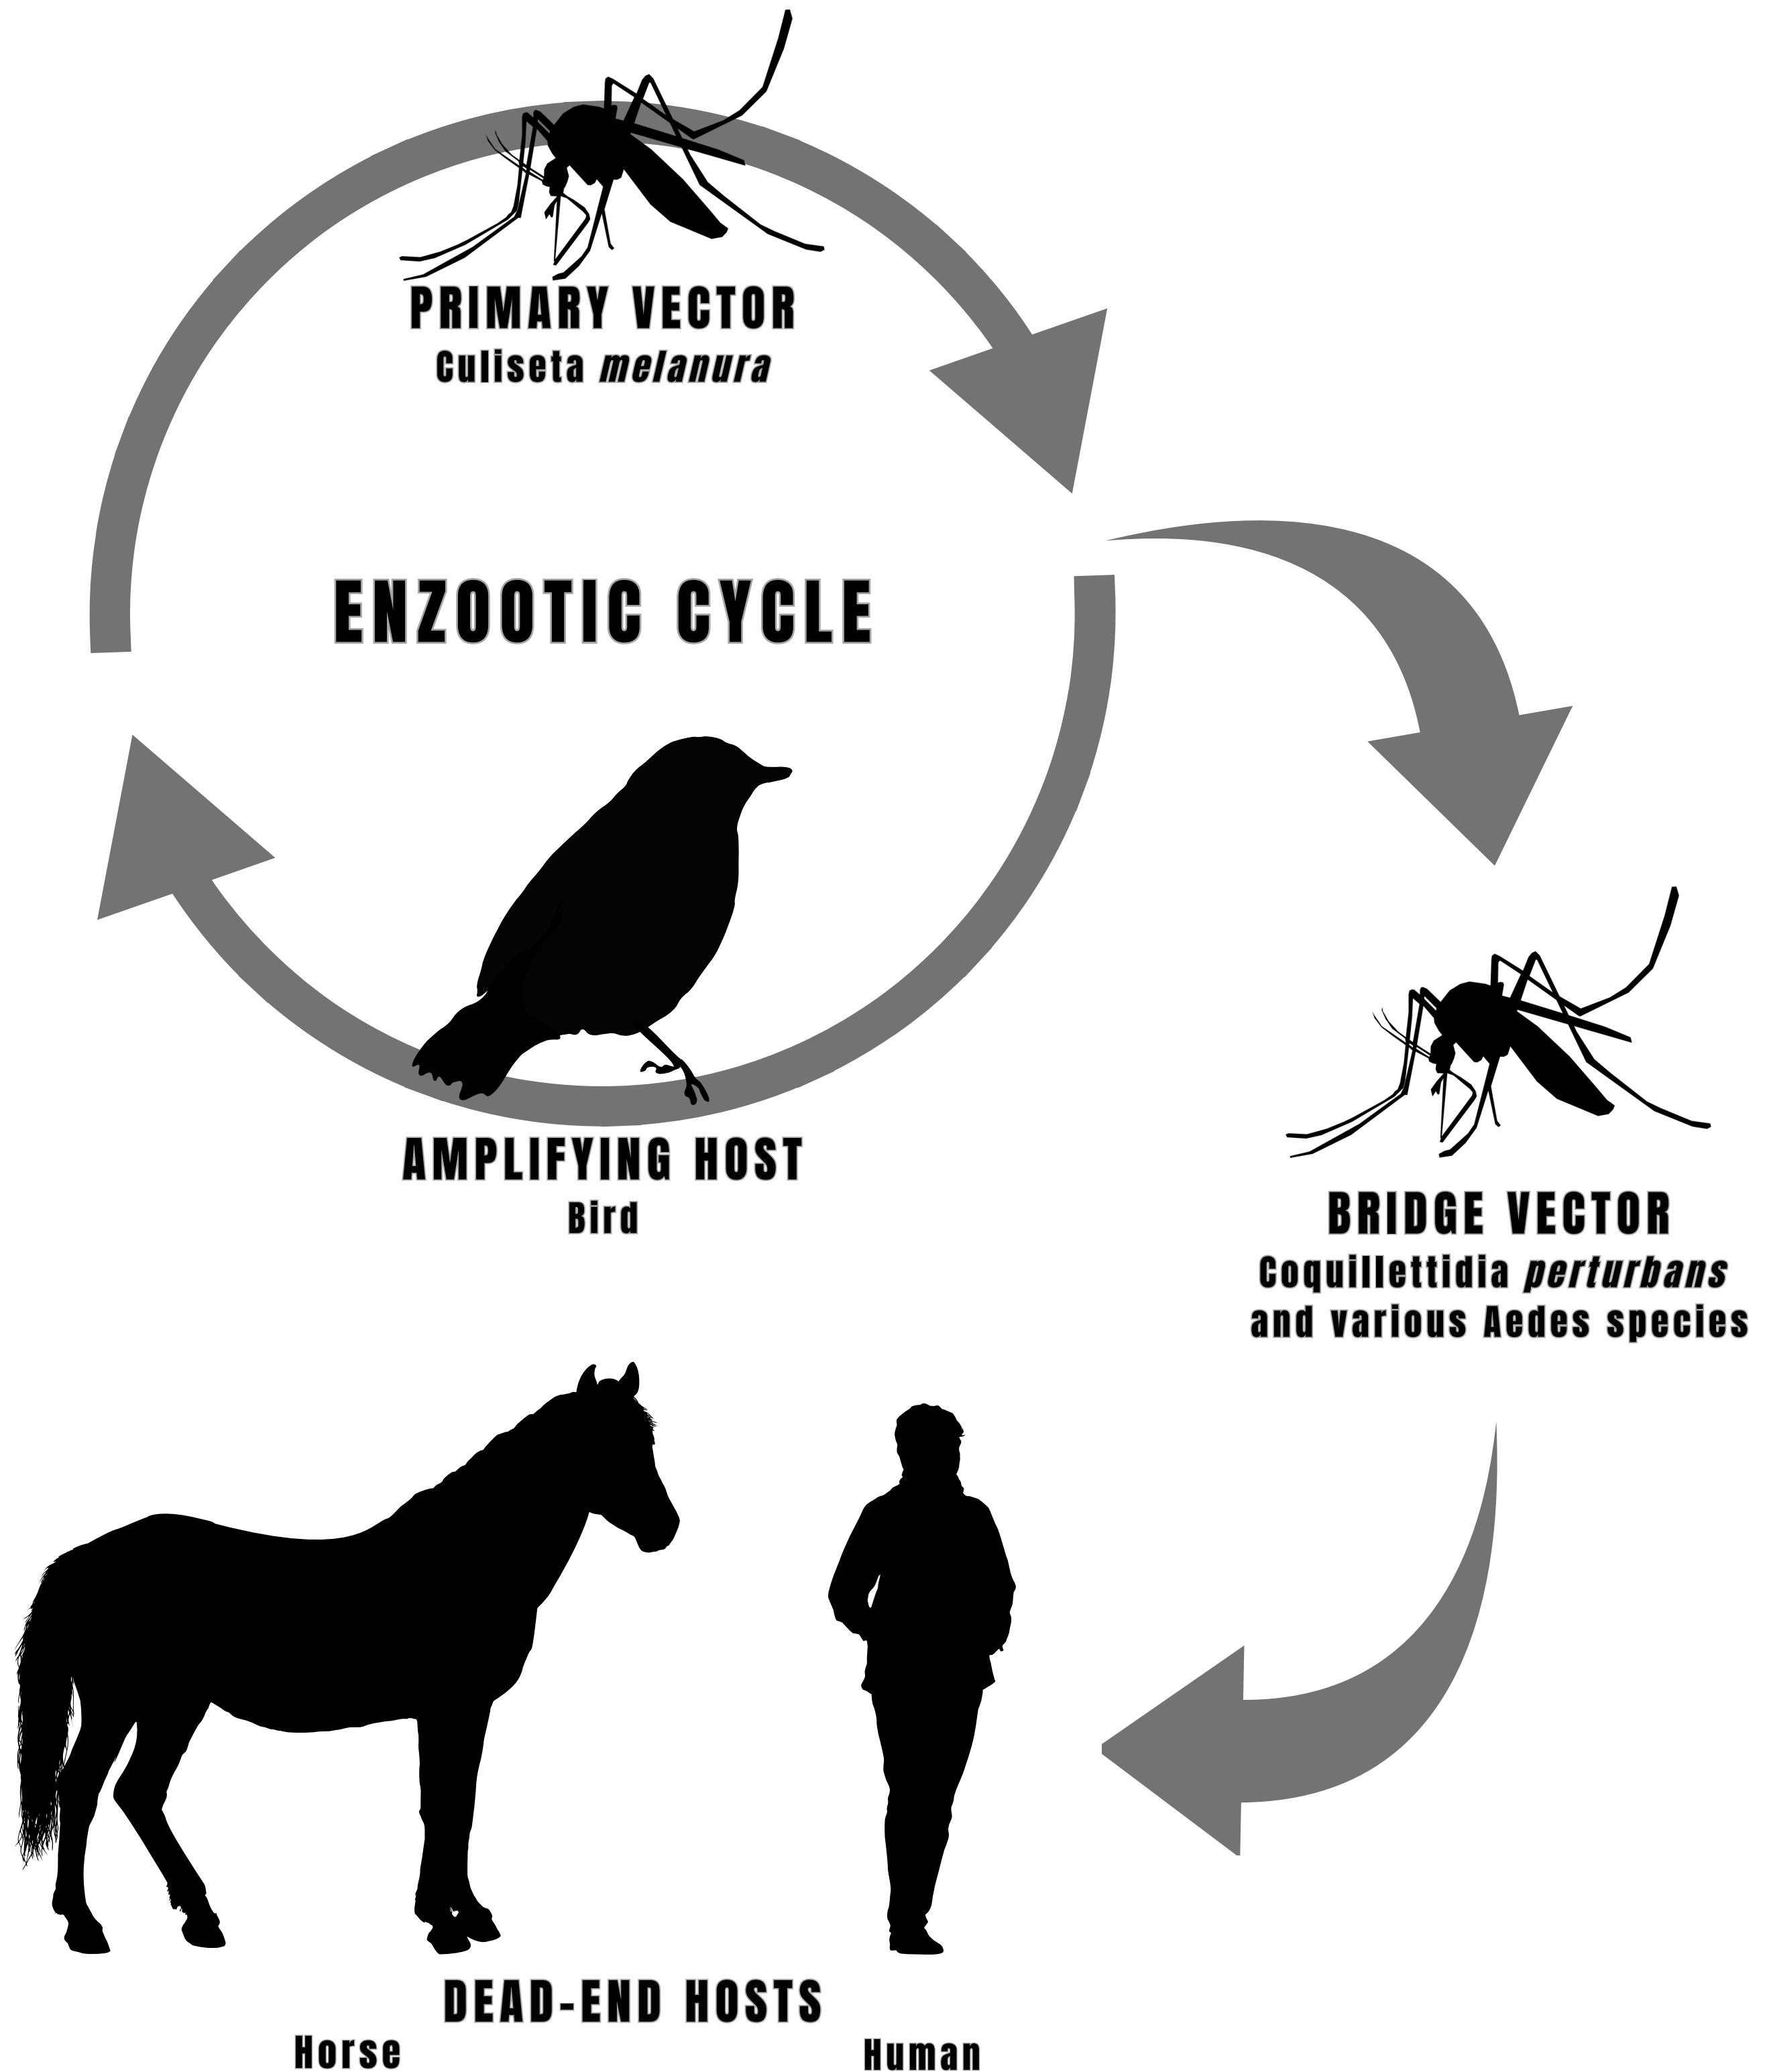 PRIMARY VECTOR
Culiseta melanura
ENZOOTIC CYCLE
AMPLIFYING HOST
Bird
BRIDGE VECTOR
Coquillettidia perturbans
and various Aedes species
DEAD-END HOSTS
Horse
Human